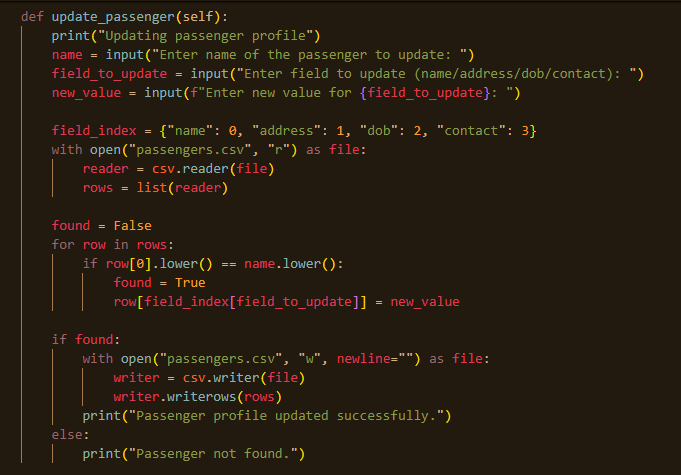 def update_passenger(self):
    print("Updating passenger profile")
    name = input("Enter name of the passenger to update: ")
    field_to_update = input("Enter field to update (name/address/dob/contact): ")
    new_value = input(f"Enter new value for {field_to_update}: ")

    field_index = {"name": 0, "address": 1, "dob": 2, "contact": 3}
    with open("passengers.csv", "r") as file:
        reader = csv.reader(file)
        rows = list(reader)

    found = False
    for row in rows:
        if row[0].lower() == name.lower():
            found = True
            row[field_index[field_to_update]] = new_value

    if found:
        with open("passengers.csv", "w", newline="") as file:
            writer = csv.writer(file)
            writer.writerows(rows)
        print("Passenger profile updated successfully.")
    else:
        print("Passenger not found.")